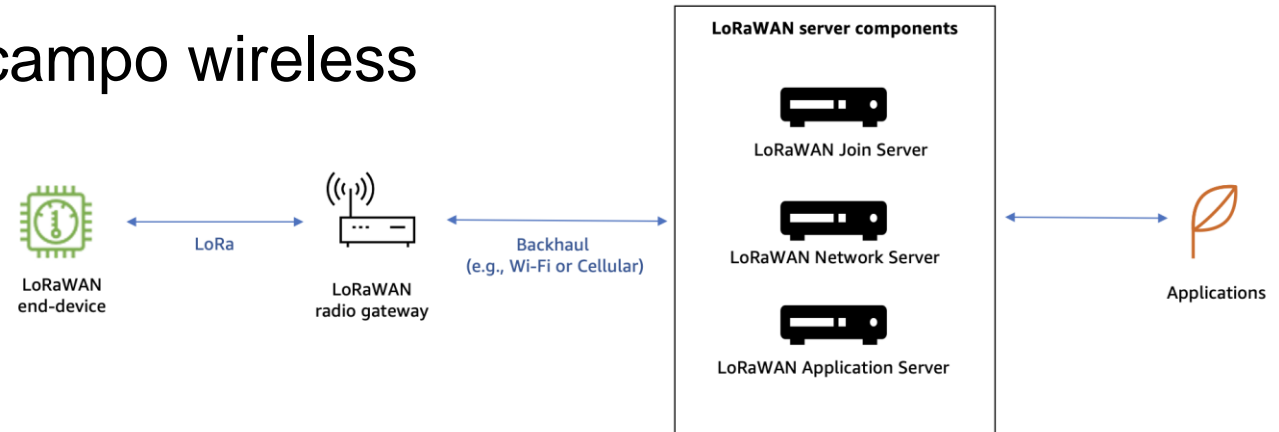 campo wireless
LoRaWAN server components
LoRaWAN Join Server
LoRa
Backhaul
(e.g., Wi-Fi or Cellular)
LoRaWAN Network Server
LoRaWAN
end-device
LoRaWAN
radio gateway
Applications
LoRaWAN Application Server